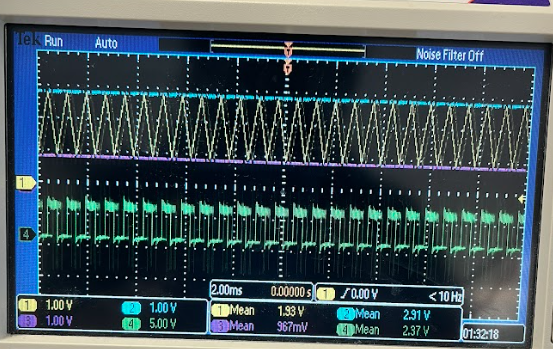 Tek Run Auto Noise Filter Off
1
4
2.00ms 0.00000 s 1 / 0.00 V < 10 Hz
1 1.00 V 2 1.00 V
3 1.00 V 4 5.00 V
1 Mean 1.93 V 2 Mean 2.91 V
3 Mean 967mV 4 Mean 2.37 V
01:32:18